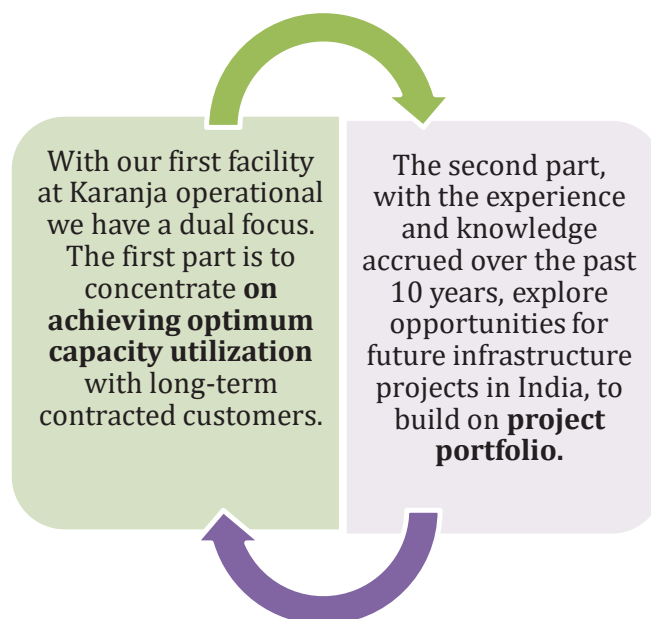 With our first facility
at Karanja operational
we have a dual focus.
The first part is to
concentrate on
achieving optimum
capacity utilization
with long-term
contracted customers.
The second part,
with the experience
and knowledge
accrued over the past
10 years, explore
opportunities for
future infrastructure
projects in India, to
build on project
portfolio.